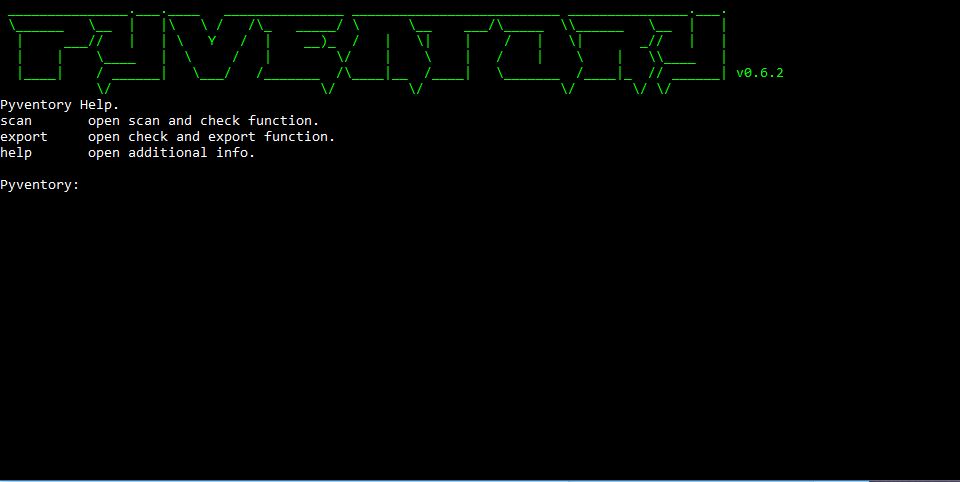 PYVENTORY
v0.6.2
Pyventory Help.
scan       open scan and check function.
export     open check and export function.
help       open additional info.
Pyventory: